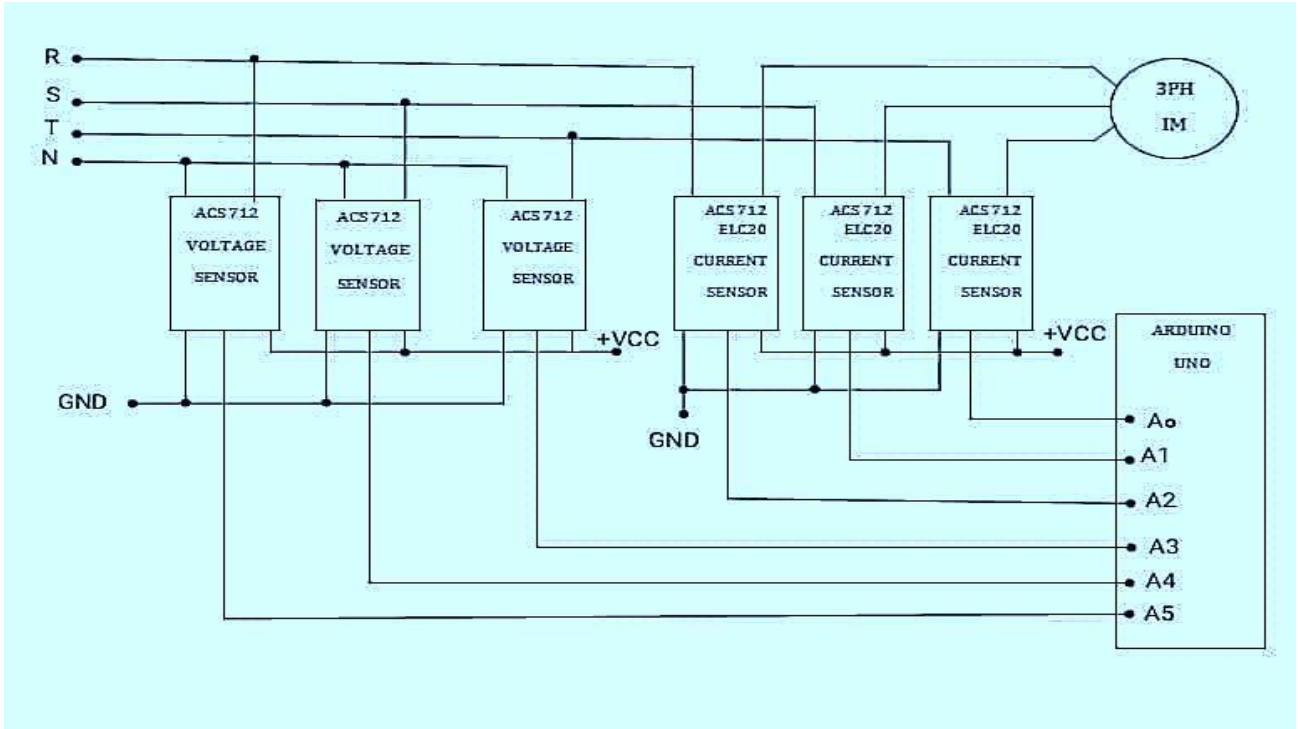 R
S
T
N
3PH
IM
ACS712
VOLTAGE
SENSOR
ACS712
VOLTAGE
SENSOR
ACS712
VOLTAGE
SENSOR
ACS712
ELC20
CURRENT
SENSOR
ACS712
ELC20
CURRENT
SENSOR
ACS712
ELC20
CURRENT
SENSOR
+VCC
+VCC
GND
GND
ARDUINO
UNO
Ao
A1
A2
A3
A4
A5